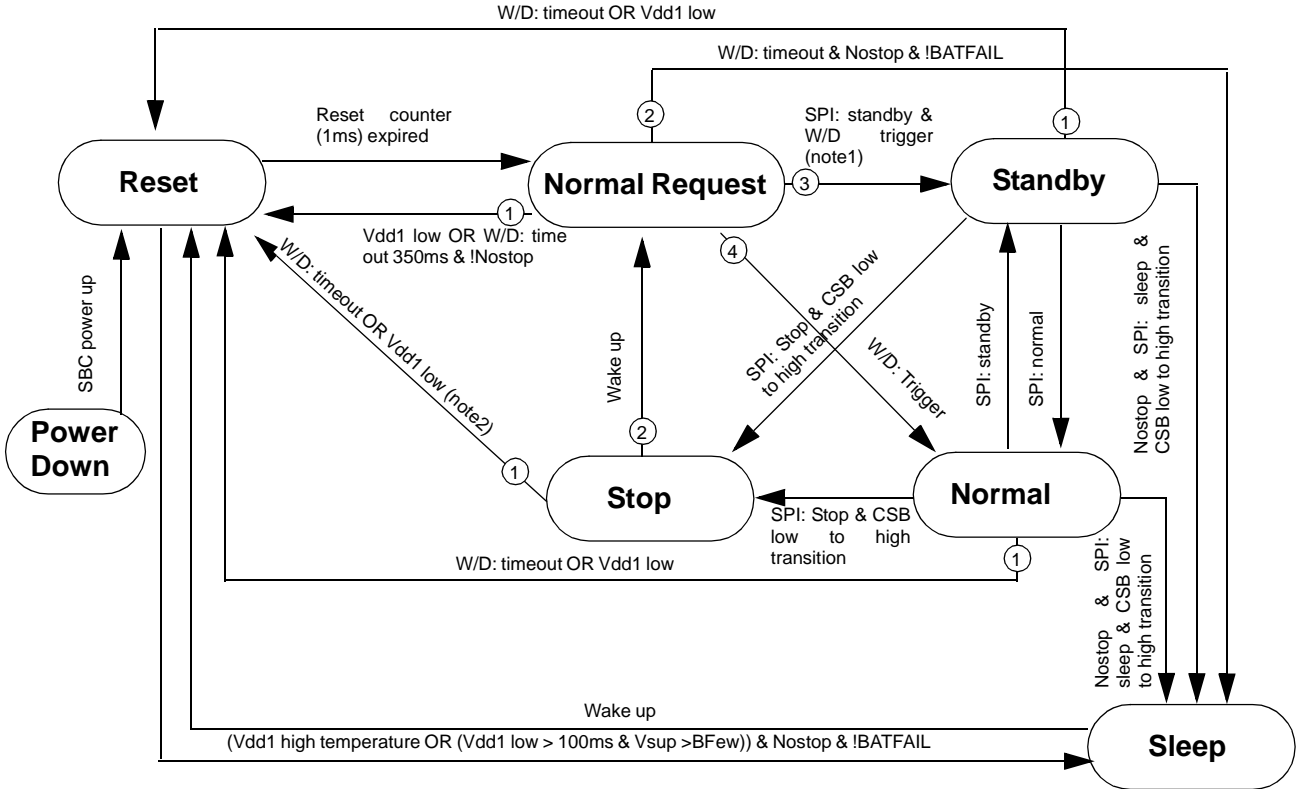 W/D: timeout OR Vdd1 low
W/D: timeout & Nostop & !BATFAIL
2
1
Reset counter
(1ms) expired
SPI: standby &
W/D trigger
(note1)
Reset
Normal Request
3
Standby
1
Vdd1 low OR W/D: time
out 350ms & !Nostop
4
W/D: timeout OR Vdd1 low (note2)
SBC power up
Wake up
SPI: Stop & CSB low
to high transition
W/D: Trigger
SPI: standby
SPI: normal
Nostop & SPI: sleep &
CSB low to high transition
Power
Down
2
1
Stop
Normal
SPI: Stop & CSB
low to high
transition
1
W/D: timeout OR Vdd1 low
Nostop & SPI:
sleep & CSB low
to high transition
Wake up
(Vdd1 high temperature OR (Vdd1 low > 100ms & Vsup >BFew)) & Nostop & !BATFAIL
Sleep